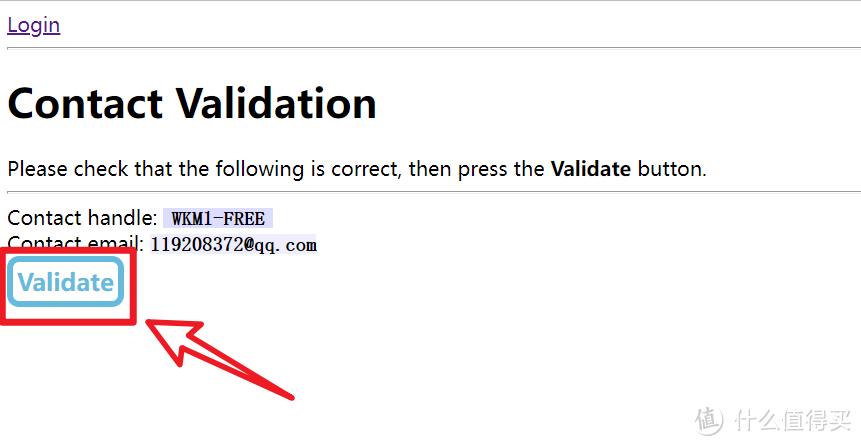 Login
Contact Validation
Please check that the following is correct, then press the Validate button.
Contact handle: WKM1-FREE
Contact email: 119208372@qq.com
Validate
值 什么值得买